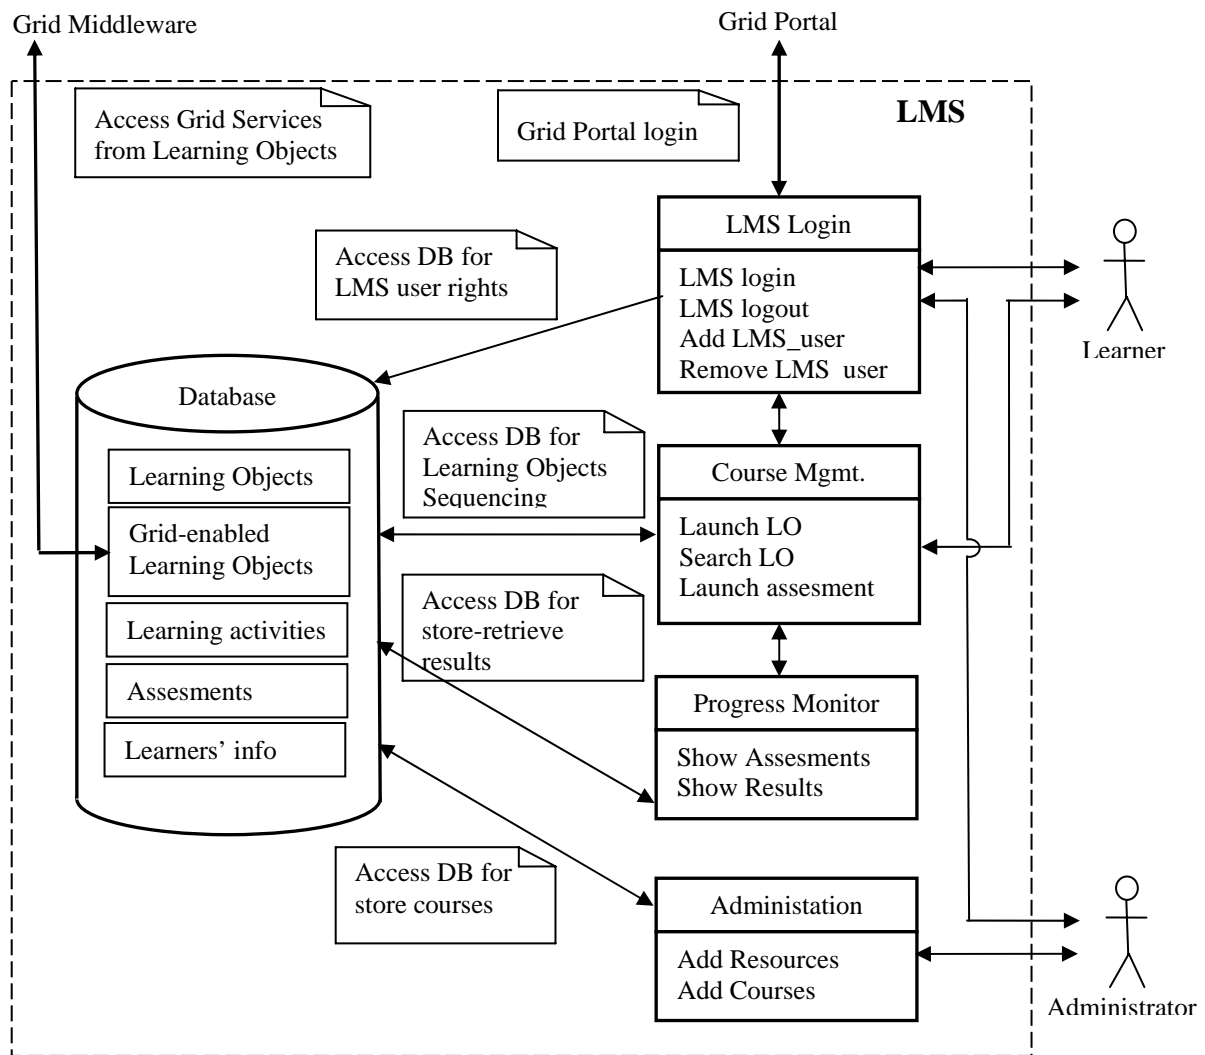 Grid Middleware
Grid Portal
LMS
Access Grid Services
from Learning Objects
Grid Portal login
LMS Login
LMS login
LMS logout
Add LMS_user
Remove LMS_user
Access DB for
LMS user rights
Learner
Database
Learning Objects
Grid-enabled
Learning Objects
Learning activities
Assesments
Learners’ info
Access DB for
Learning Objects
Sequencing
Course Mgmt.
Launch LO
Search LO
Launch assesment
Access DB for
store-retrieve
results
Progress Monitor
Show Assesments
Show Results
Access DB for
store courses
Administation
Add Resources
Add Courses
Administrator